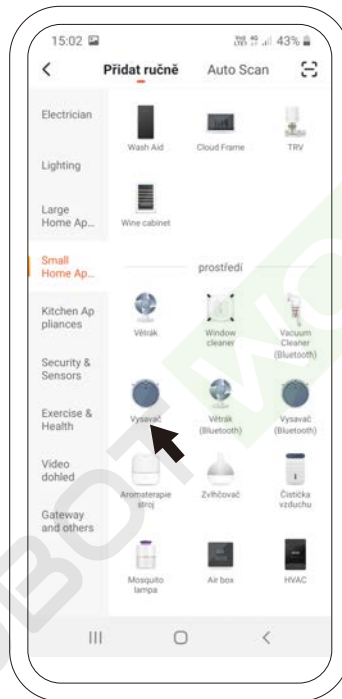 15:02
43%
Přidat ručně
Auto Scan
Electrician
Lighting
Large
Home Ap...
Small
Home Ap...
Kitchen Ap
pliances
Security &
Sensors
Exercise &
Health
Video
dohled
Gateway
and others
Wash Aid
Cloud Frame
TRV
Wine cabinet
prostředí
Větrák
Window
cleaner
Vacuum
Cleaner
(Bluetooth)
Vysavač
Větrák
(Bluetooth)
Vysavač
(Bluetooth)
Aromaterapie
stroj
Zvlhčovač
Čistička
vzduchu
Mosquito
lampa
Air box
HVAC